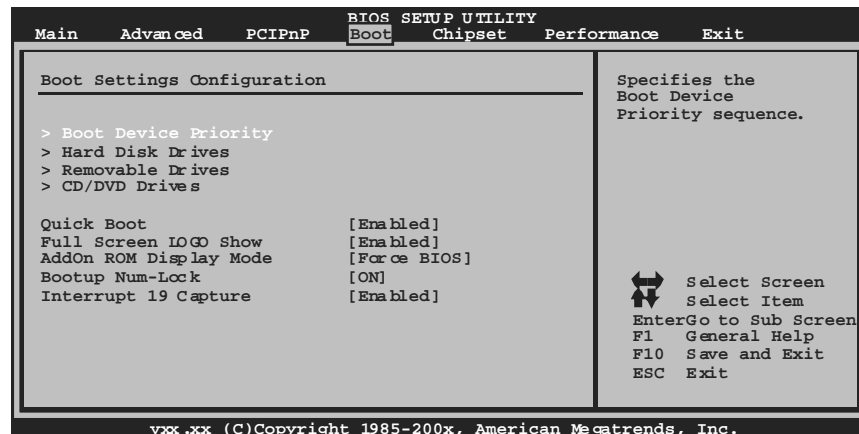 BIOS SETUP UTILITY
Main Advanced PCIPnP Boot Chipset Performance Exit
Boot Settings Configuration
> Boot Device Priority
> Hard Disk Drives
> Removable Drives
> CD/DVD Drives
Quick Boot [Enabled]
Full Screen LOGO Show [Enabled]
AddOn ROM Display Mode [Force BIOS]
Bootup Num-Lock [ON]
Interrupt 19 Capture [Enabled]
Specifies the
Boot Device
Priority sequence.
Select Screen
Select Item
EnterGo to Sub Screen
F1 General Help
F10 Save and Exit
ESC Exit
vxx.xx (C)Copyright 1985-200x, American Megatrends, Inc.